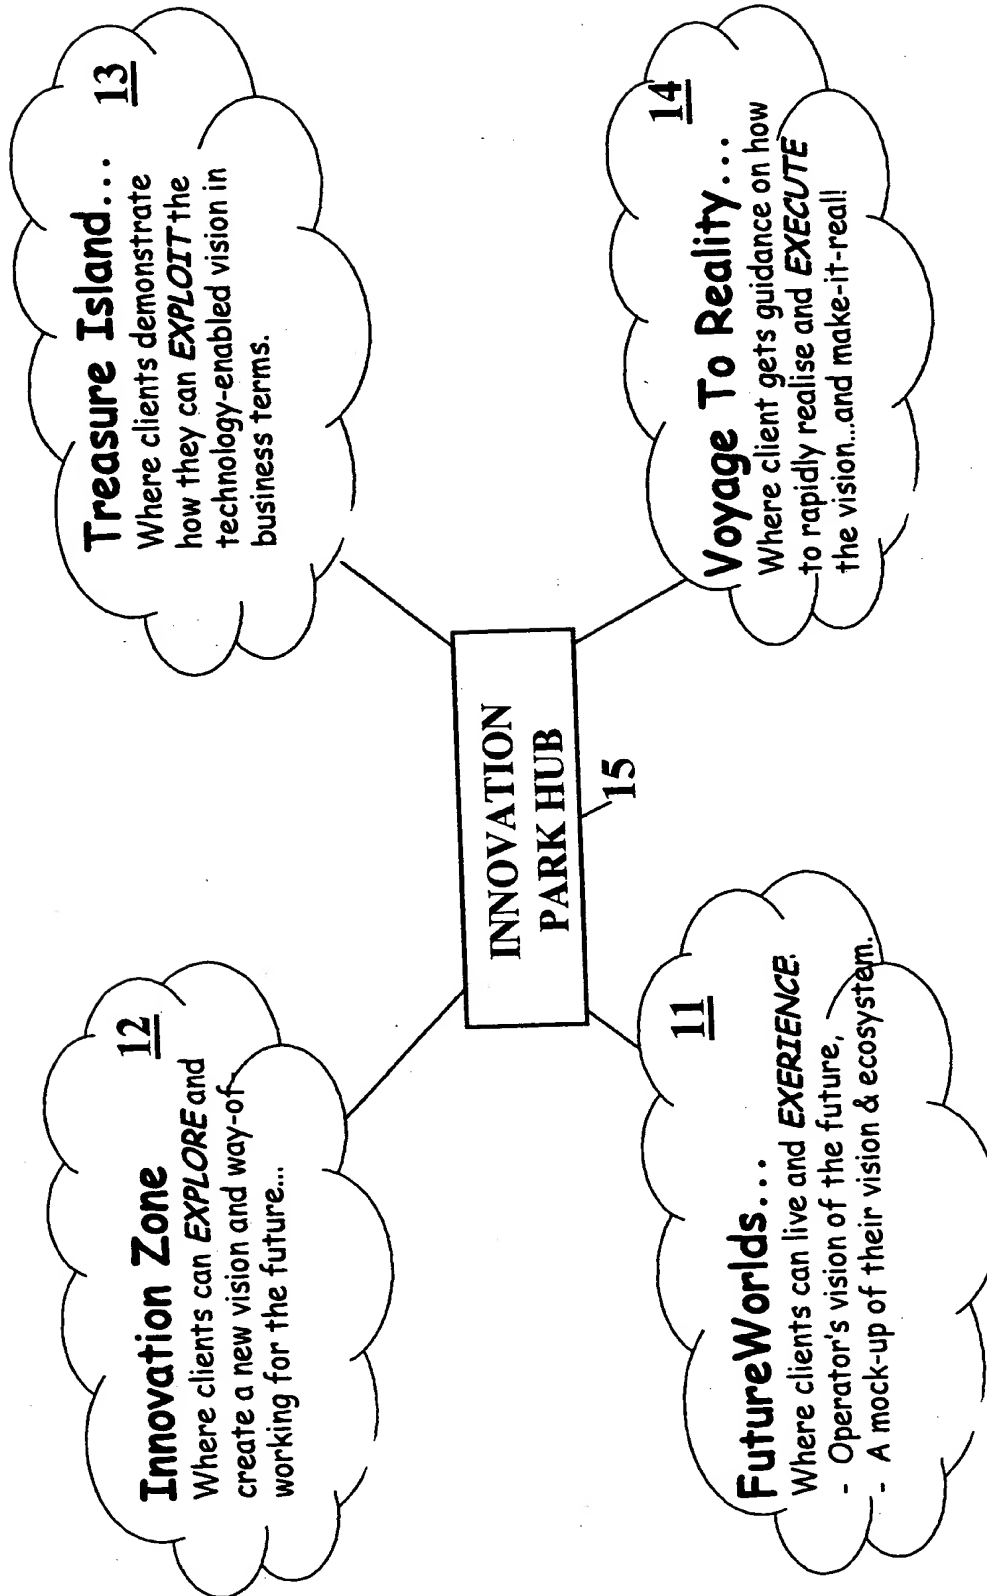 Innovation Zone
12
Where clients can EXPLORE and
create a new vision and way-of
working for the future...
Treasure Island...
13
Where clients demonstrate
how they can EXPLOIT the
technology-enabled vision in
business terms.
INNOVATION
PARK HUB
15
FutureWorlds...
11
Where clients can live and EXERIENCE:
- Operator's vision of the future,
- A mock-up of their vision & ecosystem.
Voyage To Reality...
14
Where client gets guidance on how
to rapidly realise and EXECUTE
the vision...and make-it-real!